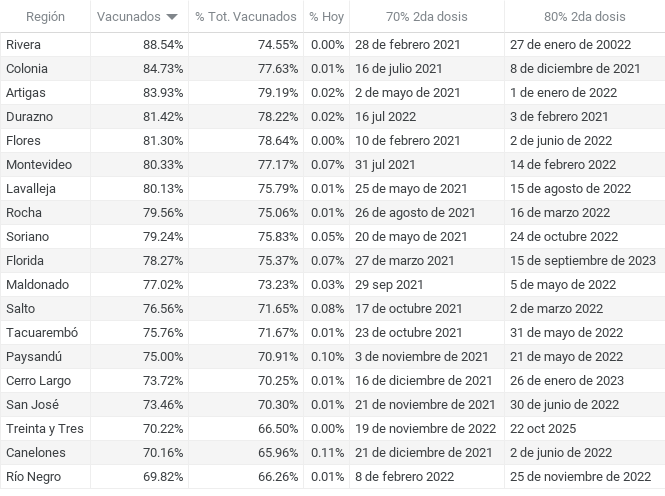 Región Vacunados % Tot. Vacunados % Hoy 70% 2da dosis 80% 2da dosis
Rivera 88.54% 74.55% 0.00% 28 de febrero 2021 27 de enero de 20022
Colonia 84.73% 77.63% 0.01% 16 de julio 2021 8 de diciembre de 2021
Artigas 83.93% 79.19% 0.02% 2 de mayo de 2021 1 de enero de 2022
Durazno 81.42% 78.22% 0.02% 16 jul 2022 3 de febrero 2021
Flores 81.30% 78.64% 0.00% 10 de febrero 2021 2 de junio de 2022
Montevideo 80.33% 77.17% 0.07% 31 jul 2021 14 de febrero 2022
Lavalleja 80.13% 75.79% 0.01% 25 de mayo de 2021 15 de agosto de 2022
Rocha 79.56% 75.06% 0.01% 26 de agosto de 2021 16 de marzo 2022
Soriano 79.24% 75.83% 0.05% 20 de mayo de 2021 24 de octubre 2022
Florida 78.27% 75.37% 0.07% 27 de marzo 2021 15 de septiembre de 2023
Maldonado 77.02% 73.23% 0.03% 29 sep 2021 5 de mayo de 2022
Salto 76.56% 71.65% 0.08% 17 de octubre 2021 2 de marzo 2022
Tacuarembó 75.76% 71.67% 0.01% 23 de octubre 2021 31 de mayo de 2022
Paysandú 75.00% 70.91% 0.10% 3 de noviembre de 2021 21 de mayo de 2022
Cerro Largo 73.72% 70.25% 0.01% 16 de diciembre de 2021 26 de enero de 2023
San José 73.46% 70.30% 0.01% 21 de noviembre de 2021 30 de junio de 2022
Treinta y Tres 70.22% 66.50% 0.00% 19 de noviembre de 2022 22 oct 2025
Canelones 70.16% 65.96% 0.11% 21 de diciembre de 2021 2 de junio de 2022
Río Negro 69.82% 66.26% 0.01% 8 de febrero 2022 25 de noviembre de 2022